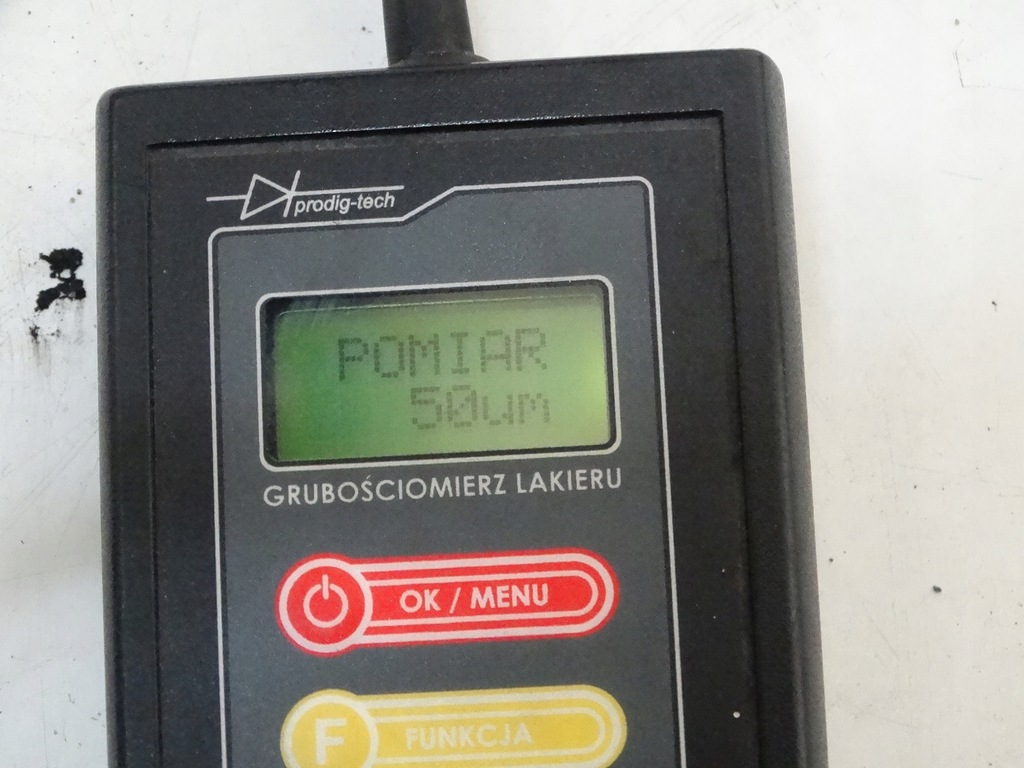 prodig-tech
POMIAR
50um
GRUBOŚCIOMIERZ LAKIERU
OK / MENU
F FUNKCJA